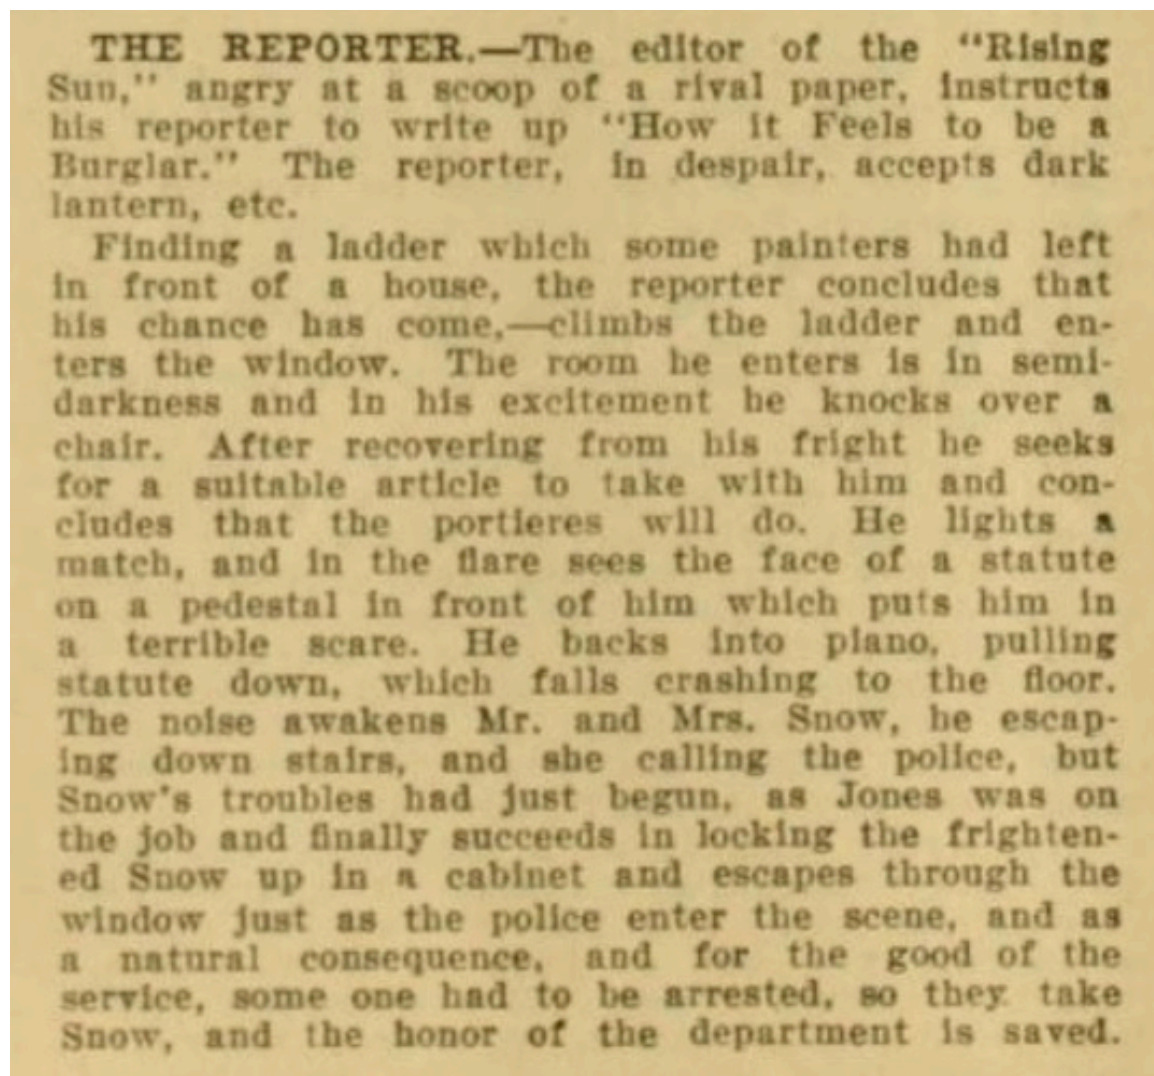 THE REPORTER.—The editor of the "Rising
Sun," angry at a scoop of a rival paper, instructs
his reporter to write up "How it Feels to be a
Burglar." The reporter, in despair, accepts dark
lantern, etc.
Finding a ladder which some painters had left
in front of a house, the reporter concludes that
his chance has come,—climbs the ladder and en-
ters the window. The room he enters is in semi-
darkness and in his excitement he knocks over a
chair. After recovering from his fright he seeks
for a suitable article to take with him and con-
cludes that the portieres will do. He lights a
match, and in the flare sees the face of a statute
on a pedestal in front of him which puts him in
a terrible scare. He backs into piano, pulling
statute down, which falls crashing to the floor.
The noise awakens Mr. and Mrs. Snow, he escap-
ing down stairs, and she calling the police, but
Snow's troubles had just begun, as Jones was on
the job and finally succeeds in locking the frighten-
ed Snow up in a cabinet and escapes through the
window just as the police enter the scene, and as
a natural consequence, and for the good of the
service, some one had to be arrested, so they take
Snow, and the honor of the department is saved.